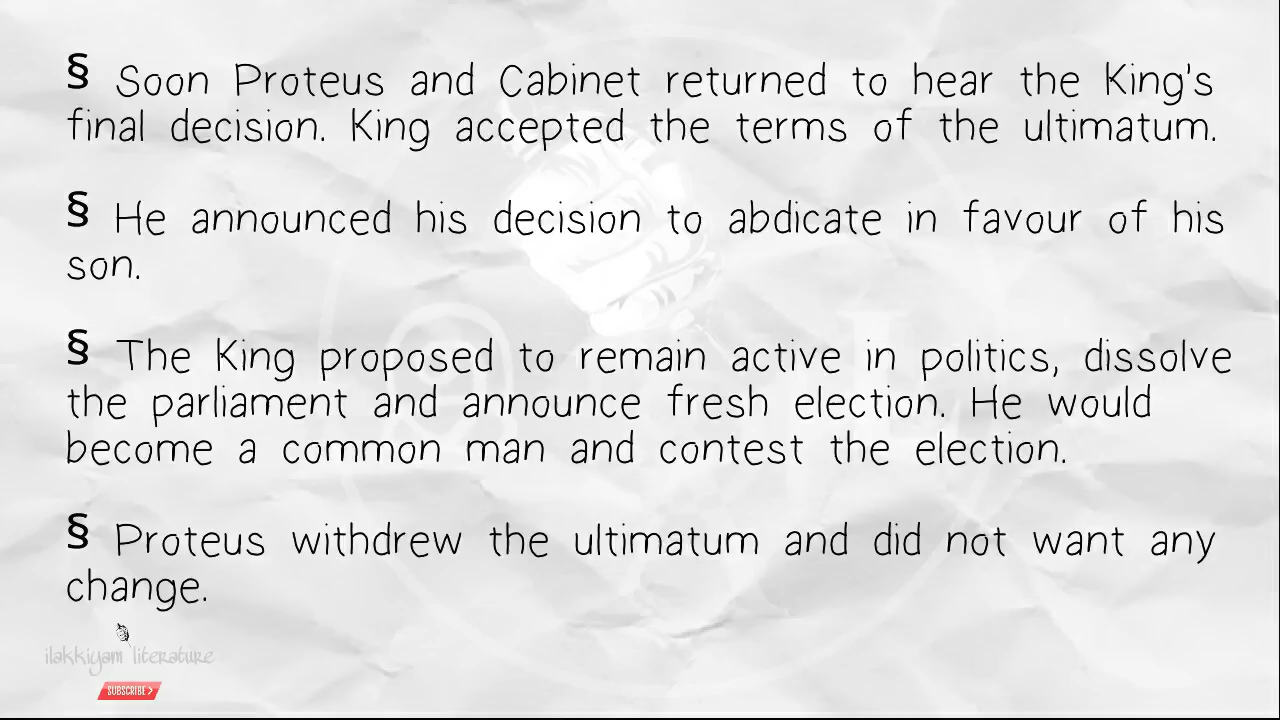 § Soon Proteus and Cabinet returned to hear the King's
final decision. King accepted the terms of the ultimatum.
§ He announced his decision to abdicate in favour of his
son.
§ The King proposed to remain active in politics, dissolve
the parliament and announce fresh election. He would
become a common man and contest the election.
§ Proteus withdrew the ultimatum and did not want any
change.
ilakkiyam literature
SUBSCRIBE >